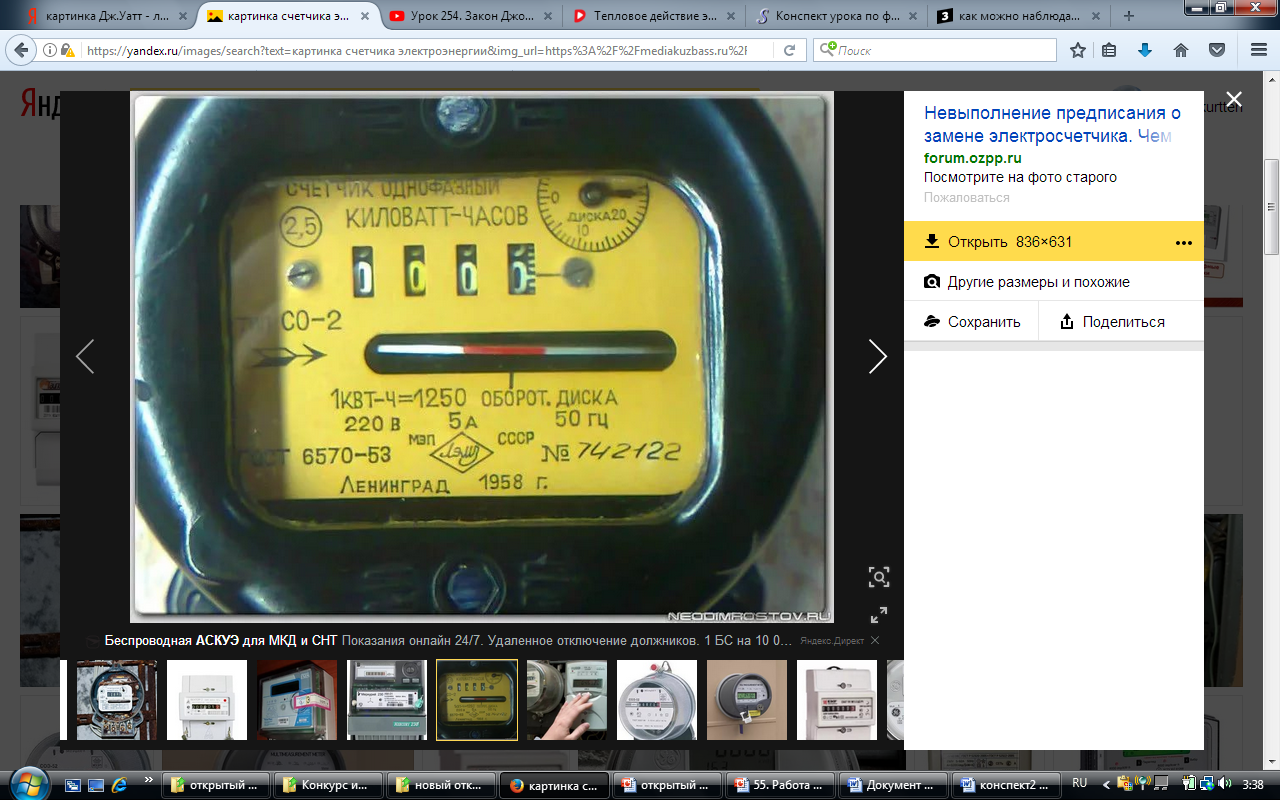 картинка Дж.Уатт - л...
картинка счетчика э...
Урок 254. Закон Джо...
Тепловое действие э...
Конспект урока по ф...
как можно наблюда...
https://yandex.ru/images/search?text=картинка счетчика электроэнергии&img_url=https%3A%2F%2Fmediakuzbass.ru%2F
Поиск
СЧЕТЧИК ОДНОФАЗНЫЙ
2,5
КИЛОВАТТ-ЧАСОВ
0
ДИСКА 20
10
0 0 0 0
СО-2
1КВТ-Ч=1250 ОБОРОТ. ДИСКА
220 В 5А 50 ГЦ
МЭП ЛЭМЗ СССР
ГОСТ 6570-53 № 742122
ЛЕНИНГРАД 1958 г.
NEODIMROSTOV.RU
Невыполнение предписания о
замене электросчетчика. Чем
forum.ozpp.ru
Посмотрите на фото старого
Пожаловаться
Открыть 836×631
Другие размеры и похожие
Сохранить
Поделиться
Беспроводная АСКУЭ для МКД и СНТ Показания онлайн 24/7. Удаленное отключение должников. 1 БС на 10 0...
Яндекс.Директ
открытый ...
Конкурс и...
новый отк...
картинка с...
открытый ...
55. Работа ...
Документ ...
конспект2 ...
RU
3:38